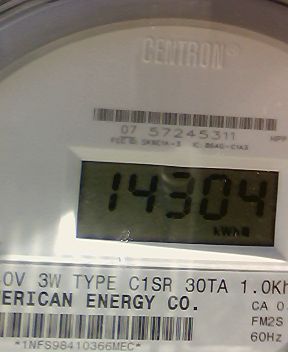 CENTRON®
07 57245311
14304
kWh
0V 3W TYPE C1SR 30TA 1.0Kh
ERICAN ENERGY CO.
CA 0
FM2S
*1NFS98410366MEC*
60Hz